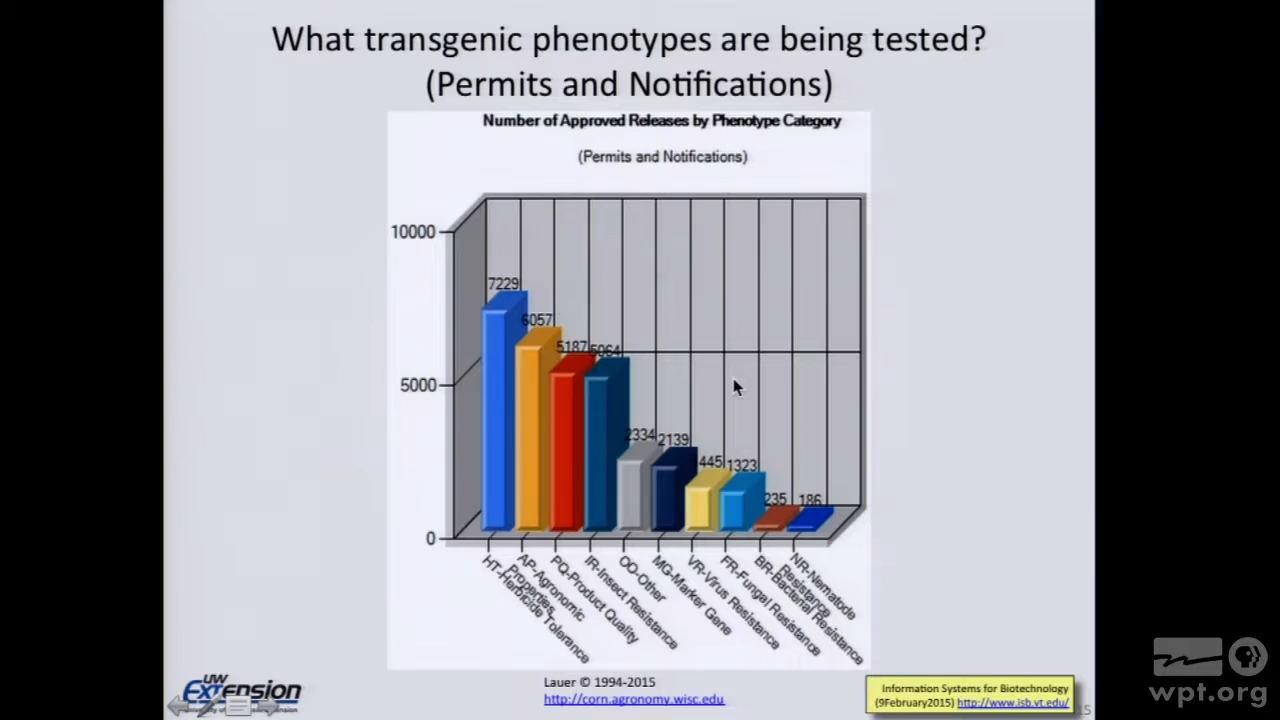 What transgenic phenotypes are being tested?
(Permits and Notifications)
Number of Approved Releases by Phenotype Category
(Permits and Notifications)
10000
5000
0
7229
6057
5187
5064
2334
2139
445
1323
235
186
HT-Herbicide Tolerance
AP-Agronomic
Properties
PQ-Product Quality
IR-Insect Resistance
OO-Other
MG-Marker Gene
VR-Virus Resistance
FR-Fungal Resistance
BR-Bacterial Resistance
NR-Nematode
Resistance
UW
Extension
Lauer © 1994-2015
http://corn.agronomy.wisc.edu
Information Systems for Biotechnology
(9February2015) http://www.isb.vt.edu/
15
PBS
wpt.org